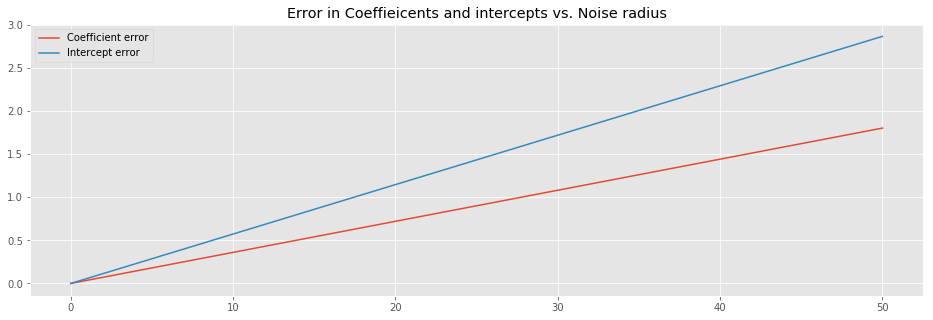 Error in Coeffieicents and intercepts vs. Noise radius
Coefficient error
Intercept error
3.0
2.5
2.0
1.5
1.0
0.5
0.0
0 10 20 30 40 50